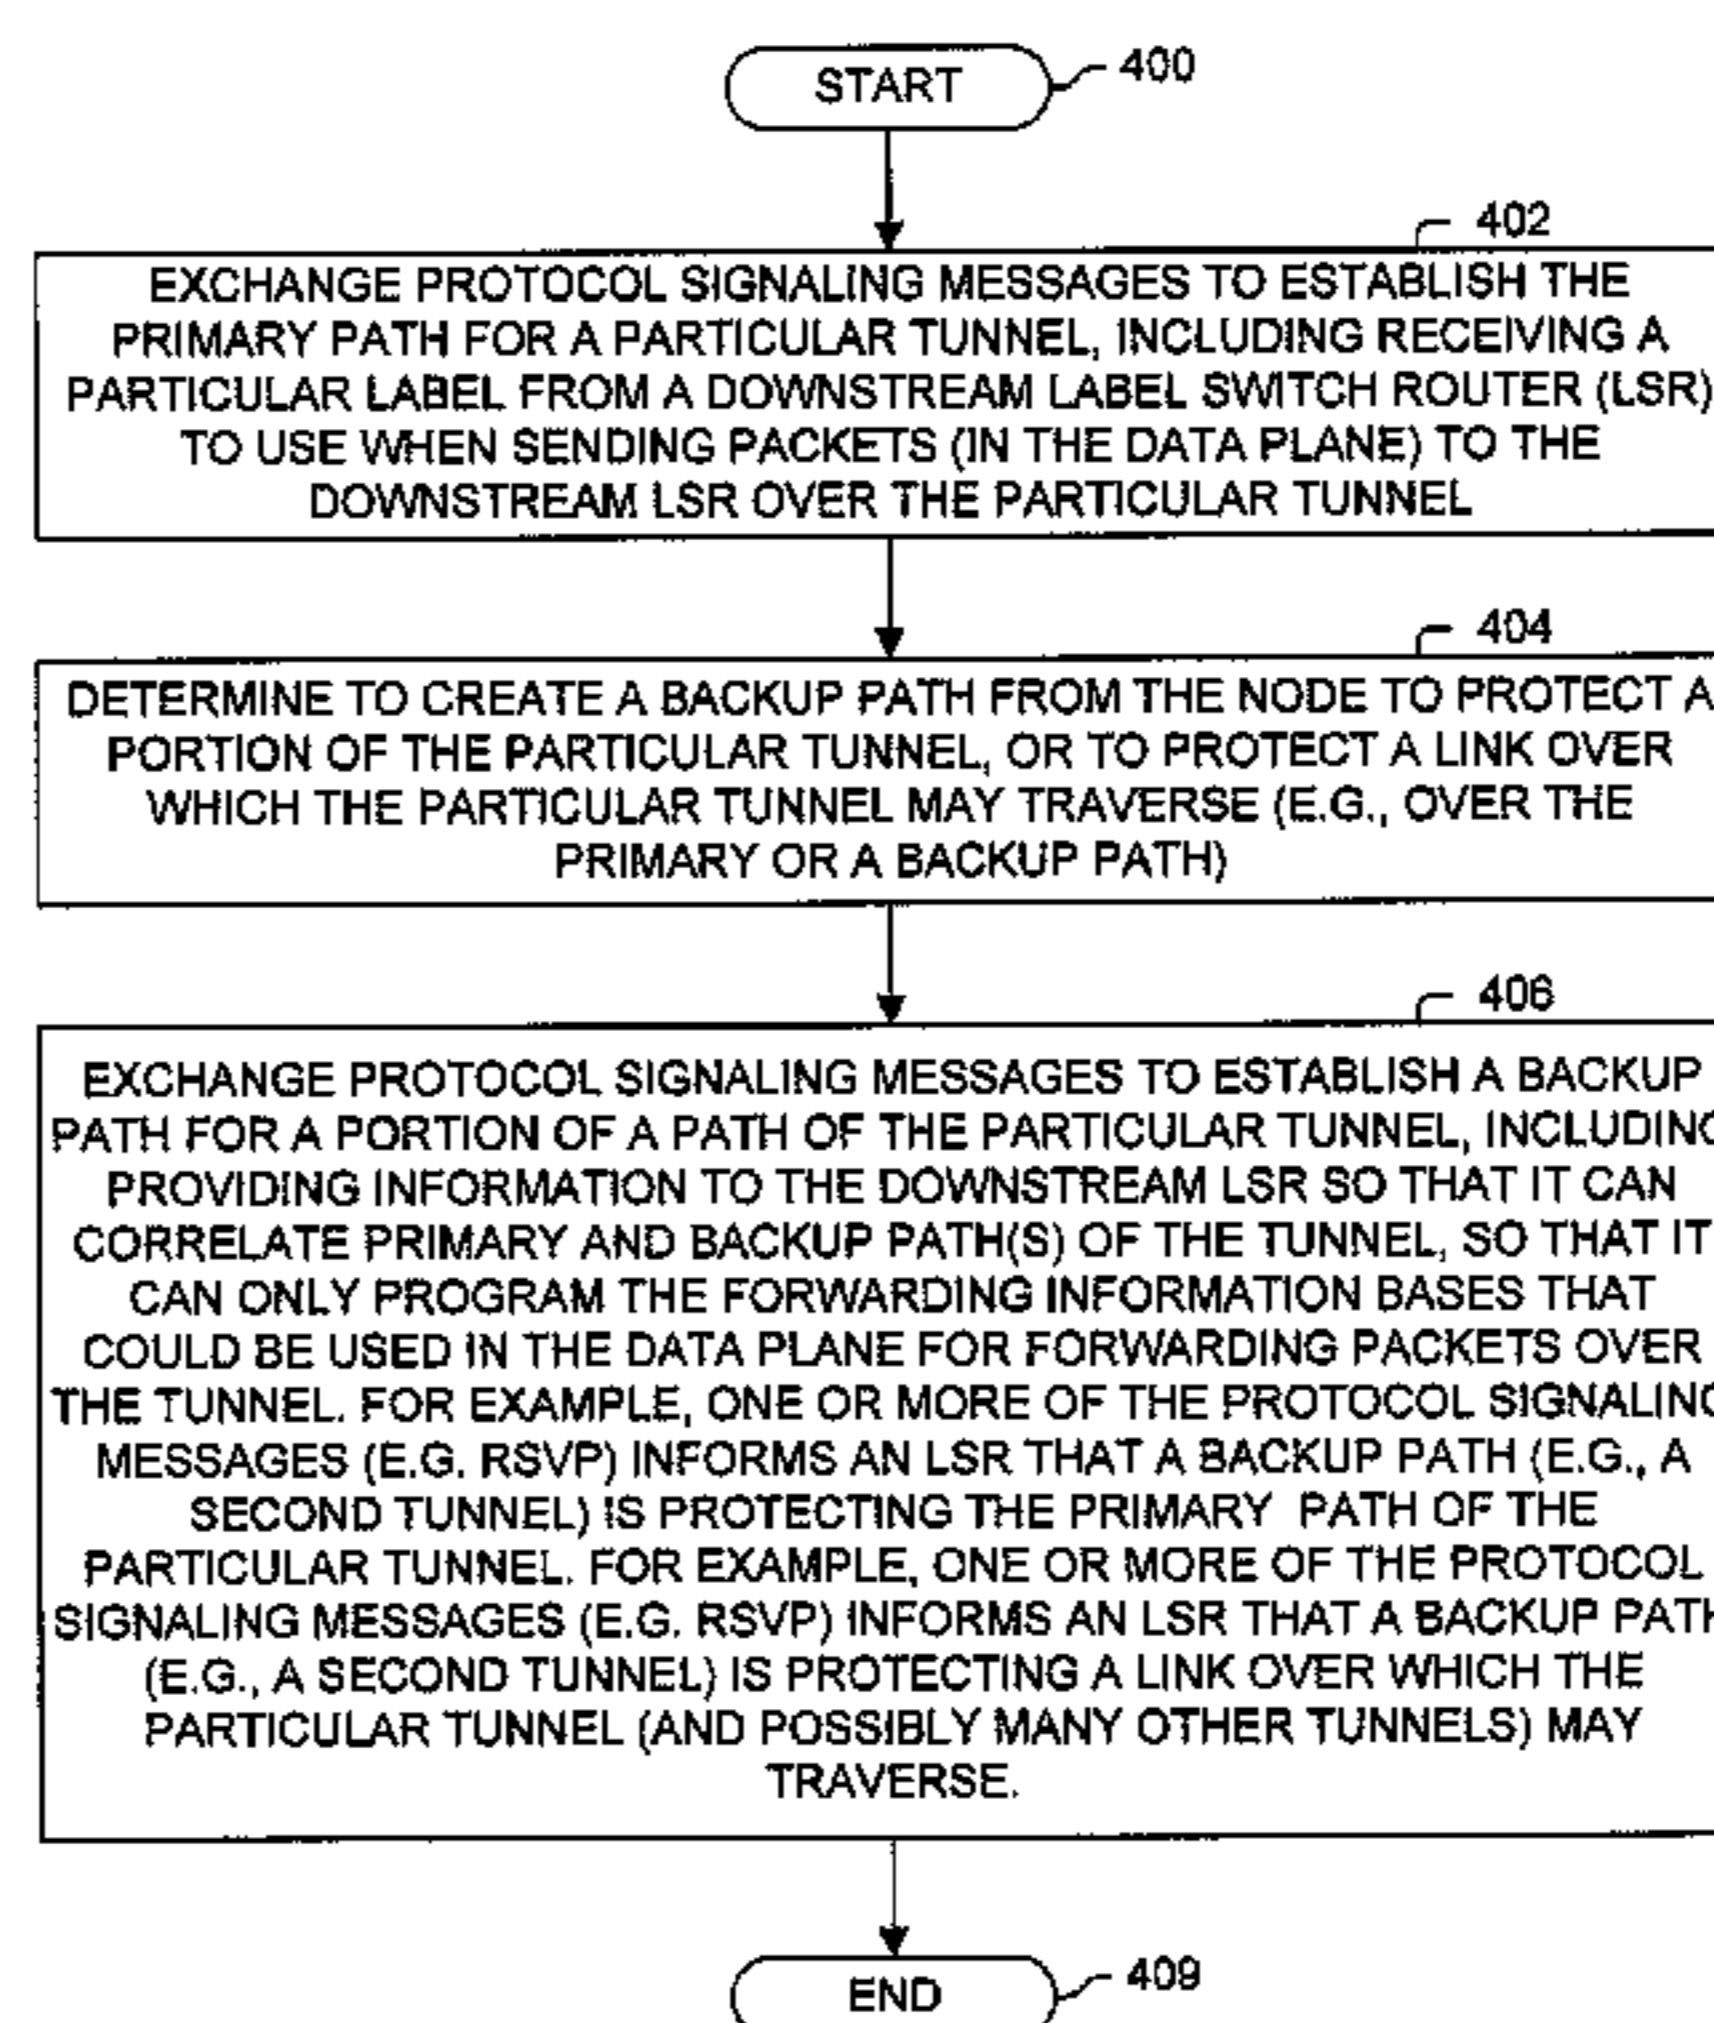 START
400
402
EXCHANGE PROTOCOL SIGNALING MESSAGES TO ESTABLISH THE
PRIMARY PATH FOR A PARTICULAR TUNNEL, INCLUDING RECEIVING A
PARTICULAR LABEL FROM A DOWNSTREAM LABEL SWITCH ROUTER (LSR)
TO USE WHEN SENDING PACKETS (IN THE DATA PLANE) TO THE
DOWNSTREAM LSR OVER THE PARTICULAR TUNNEL
404
DETERMINE TO CREATE A BACKUP PATH FROM THE NODE TO PROTECT A
PORTION OF THE PARTICULAR TUNNEL, OR TO PROTECT A LINK OVER
WHICH THE PARTICULAR TUNNEL MAY TRAVERSE (E.G., OVER THE
PRIMARY OR A BACKUP PATH)
406
EXCHANGE PROTOCOL SIGNALING MESSAGES TO ESTABLISH A BACKUP
PATH FOR A PORTION OF A PATH OF THE PARTICULAR TUNNEL, INCLUDING
PROVIDING INFORMATION TO THE DOWNSTREAM LSR SO THAT IT CAN
CORRELATE PRIMARY AND BACKUP PATH(S) OF THE TUNNEL, SO THAT IT
CAN ONLY PROGRAM THE FORWARDING INFORMATION BASES THAT
COULD BE USED IN THE DATA PLANE FOR FORWARDING PACKETS OVER
THE TUNNEL. FOR EXAMPLE, ONE OR MORE OF THE PROTOCOL SIGNALING
MESSAGES (E.G. RSVP) INFORMS AN LSR THAT A BACKUP PATH (E.G., A
SECOND TUNNEL) IS PROTECTING THE PRIMARY PATH OF THE
PARTICULAR TUNNEL. FOR EXAMPLE, ONE OR MORE OF THE PROTOCOL
SIGNALING MESSAGES (E.G. RSVP) INFORMS AN LSR THAT A BACKUP PATH
(E.G., A SECOND TUNNEL) IS PROTECTING A LINK OVER WHICH THE
PARTICULAR TUNNEL (AND POSSIBLY MANY OTHER TUNNELS) MAY
TRAVERSE.
END
409